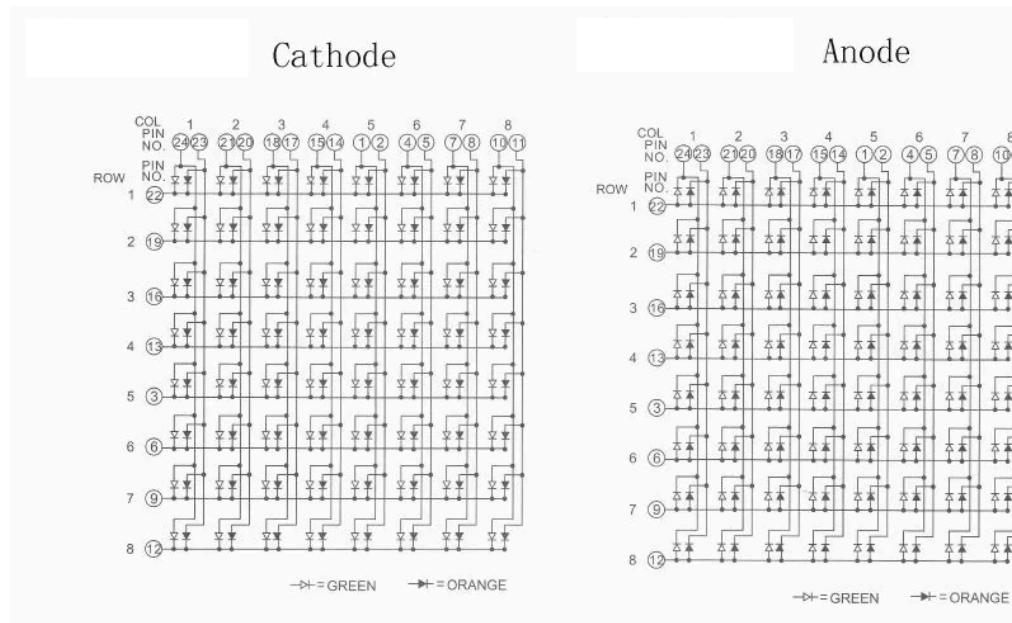 Cathode
COL 1 2 3 4 5 6 7 8
PIN NO. 24 23 21 20 18 17 15 14 1 2 4 5 7 8 10 11
ROW PIN NO.
1 22
2 19
3 16
4 13
5 3
6 6
7 9
8 12
=GREEN =ORANGE
Anode
COL 1 2 3 4 5 6 7 8
PIN NO. 24 23 21 20 18 17 15 14 1 2 4 5 7 8 10
ROW PIN NO.
1 22
2 19
3 16
4 13
5 3
6 6
7 9
8 12
=GREEN =ORANGE